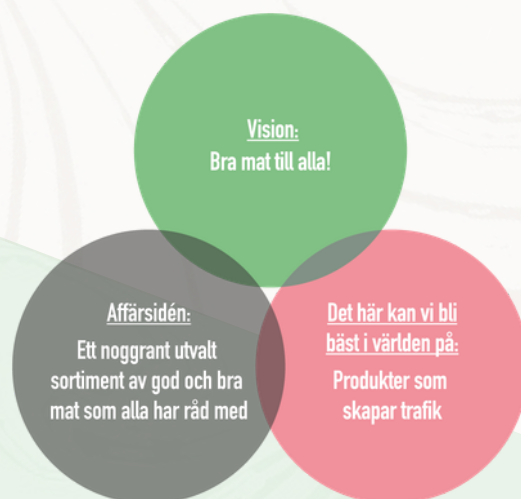 Vision:
Bra mat till alla!
Affärsidén:
Ett noggrant utvalt
sortiment av god och bra
mat som alla har råd med
Det här kan vi bli
bäst i världen på:
Produkter som
skapar trafik